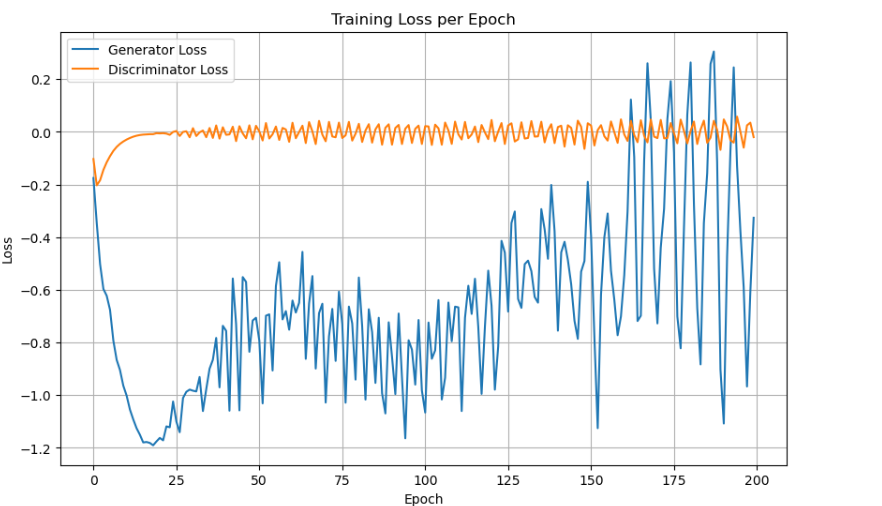 Training Loss per Epoch
Generator Loss
Discriminator Loss
0.2
0.0
−0.2
−0.4
−0.6
−0.8
−1.0
−1.2
Loss
0 25 50 75 100 125 150 175 200
Epoch